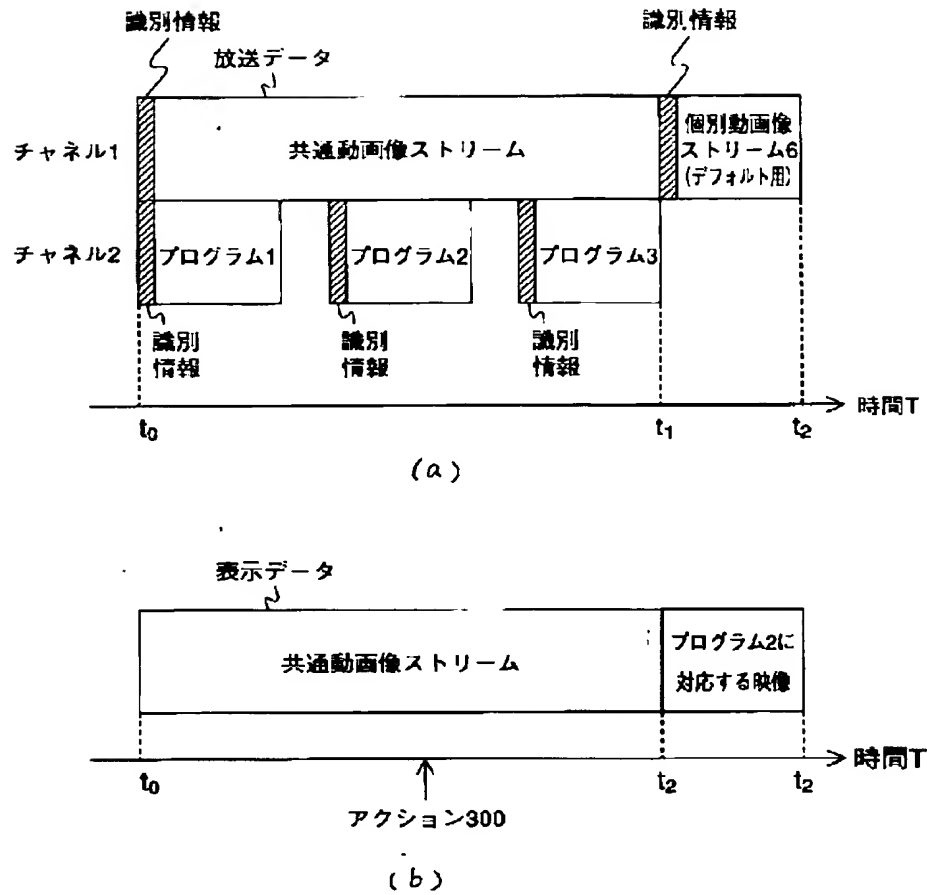 識別情報
識別情報
放送データ
チャネル1
共通動画像ストリーム
個別動画像
ストリーム6
(デフォルト用)
チャネル2
プログラム1
プログラム2
プログラム3
識別
情報
識別
情報
識別
情報
t0
t1
t2
時間T
(a)
表示データ
共通動画像ストリーム
プログラム2に
対応する映像
t0
t2
t2
時間T
アクション300
(b)